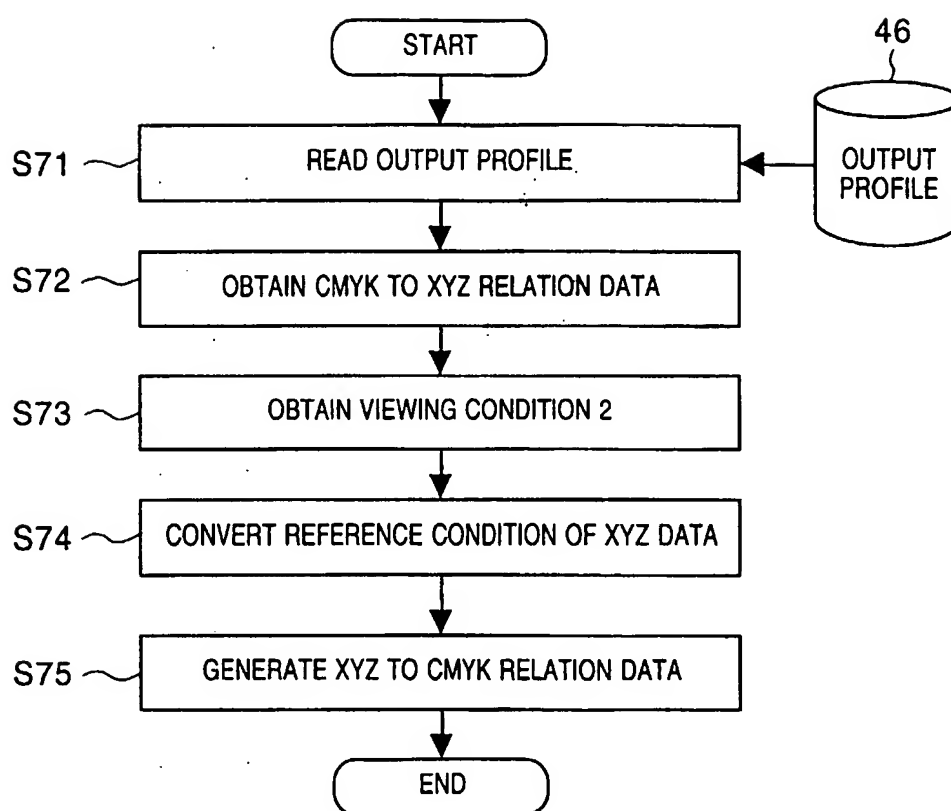 START
46
S71
READ OUTPUT PROFILE
OUTPUT
PROFILE
S72
OBTAIN CMYK TO XYZ RELATION DATA
S73
OBTAIN VIEWING CONDITION 2
S74
CONVERT REFERENCE CONDITION OF XYZ DATA
S75
GENERATE XYZ TO CMYK RELATION DATA
END